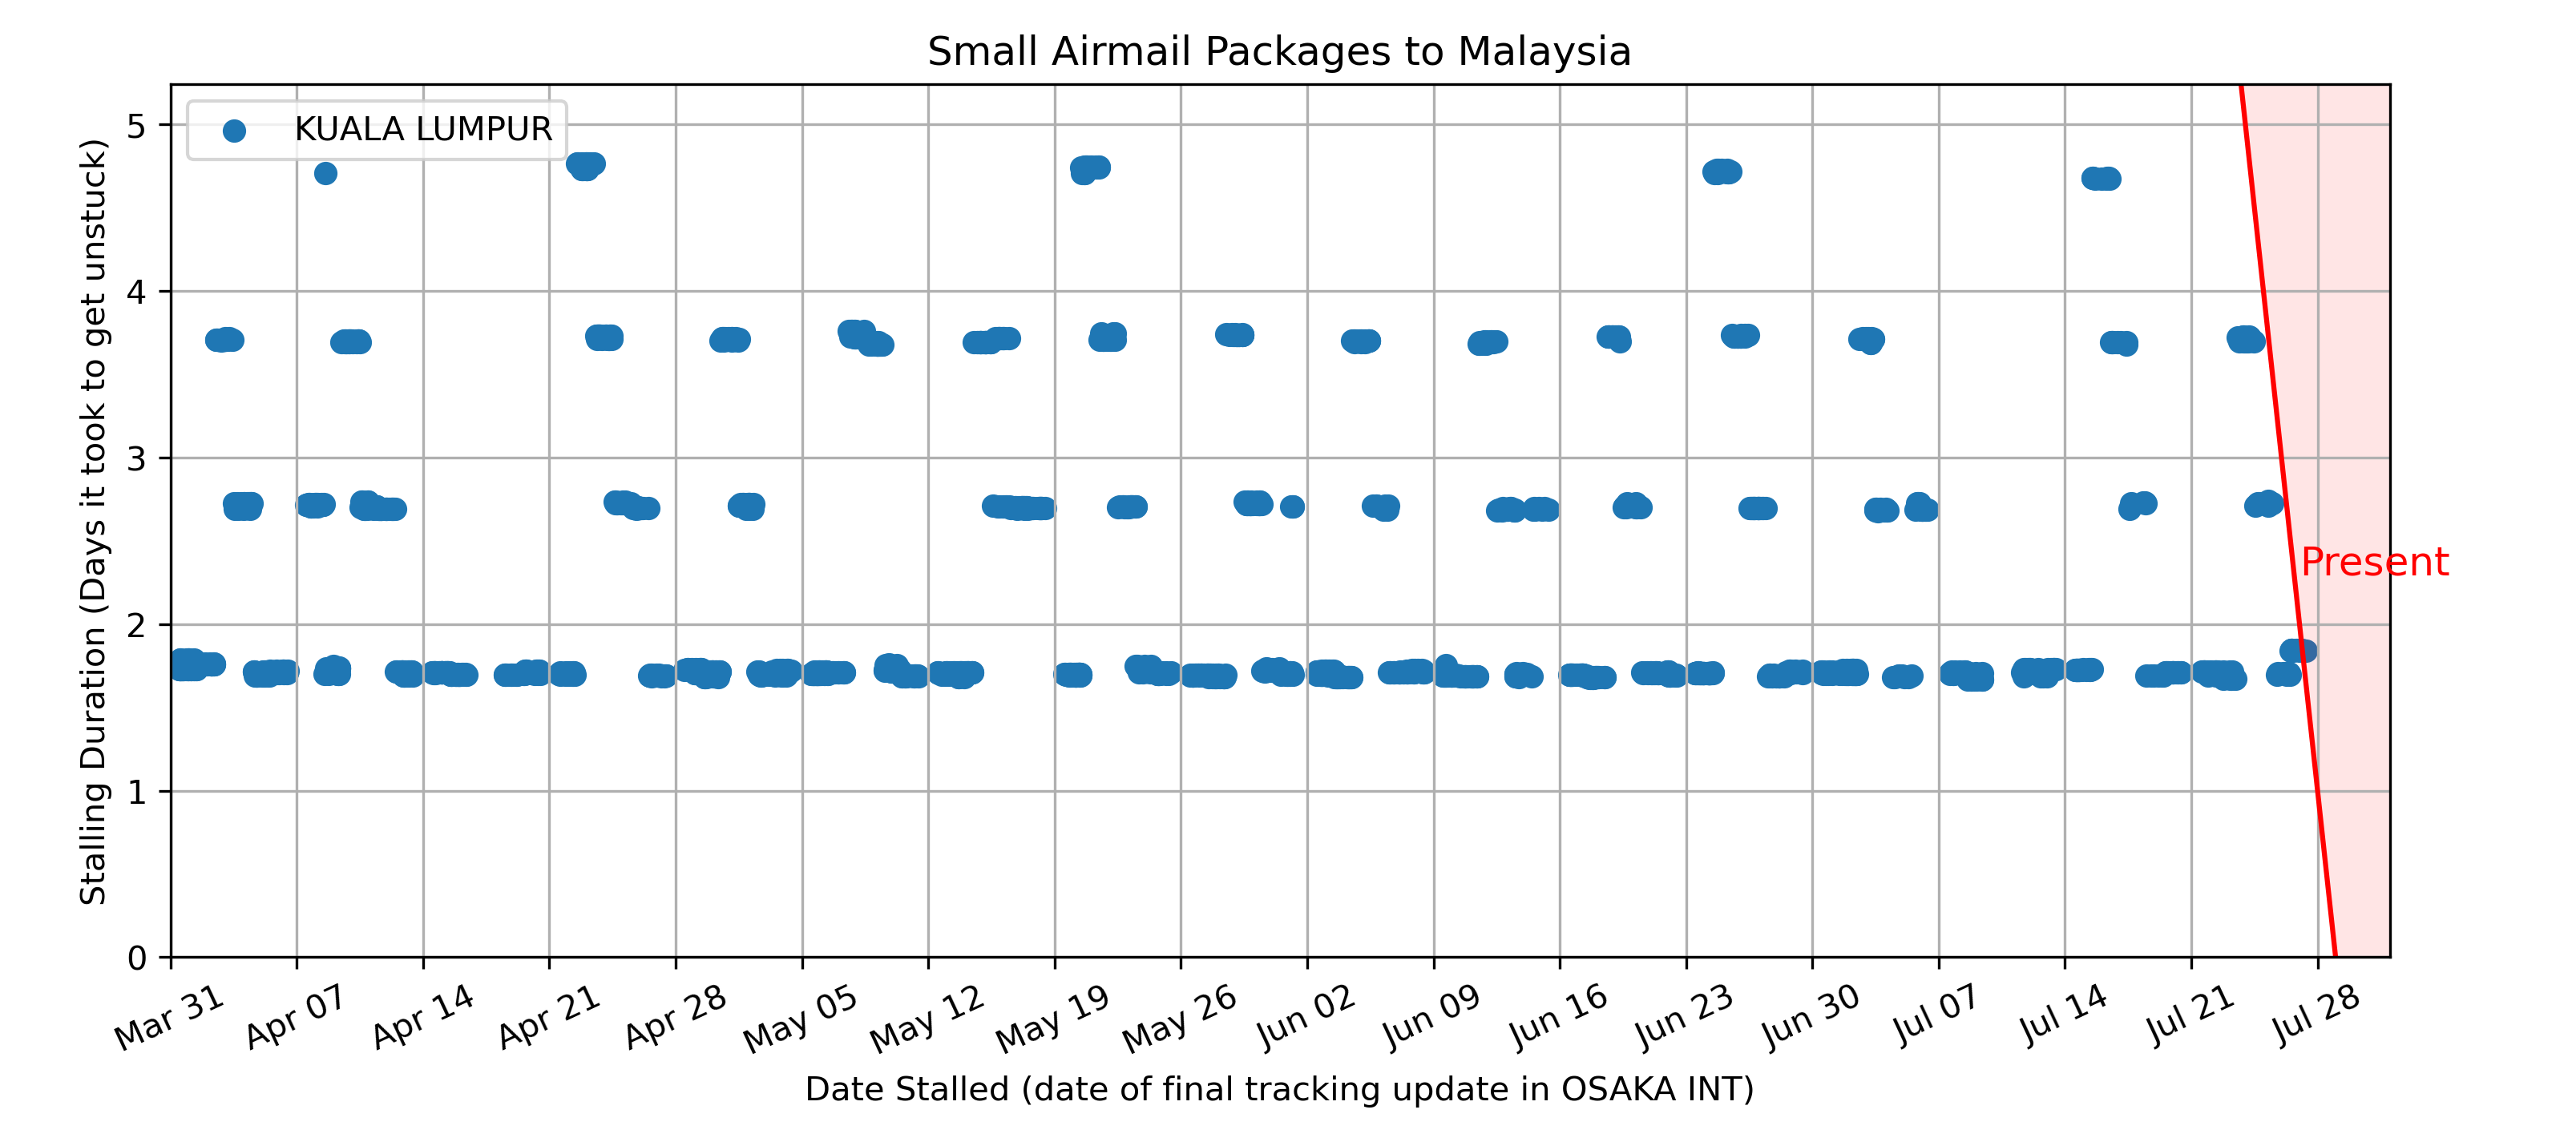 Small Airmail Packages to Malaysia
KUALA LUMPUR
Stalling Duration (Days it took to get unstuck)
5
4
3
2
1
0
Present
Mar 31
Apr 07
Apr 14
Apr 21
Apr 28
May 05
May 12
May 19
May 26
Jun 02
Jun 09
Jun 16
Jun 23
Jun 30
Jul 07
Jul 14
Jul 21
Jul 28
Date Stalled (date of final tracking update in OSAKA INT)